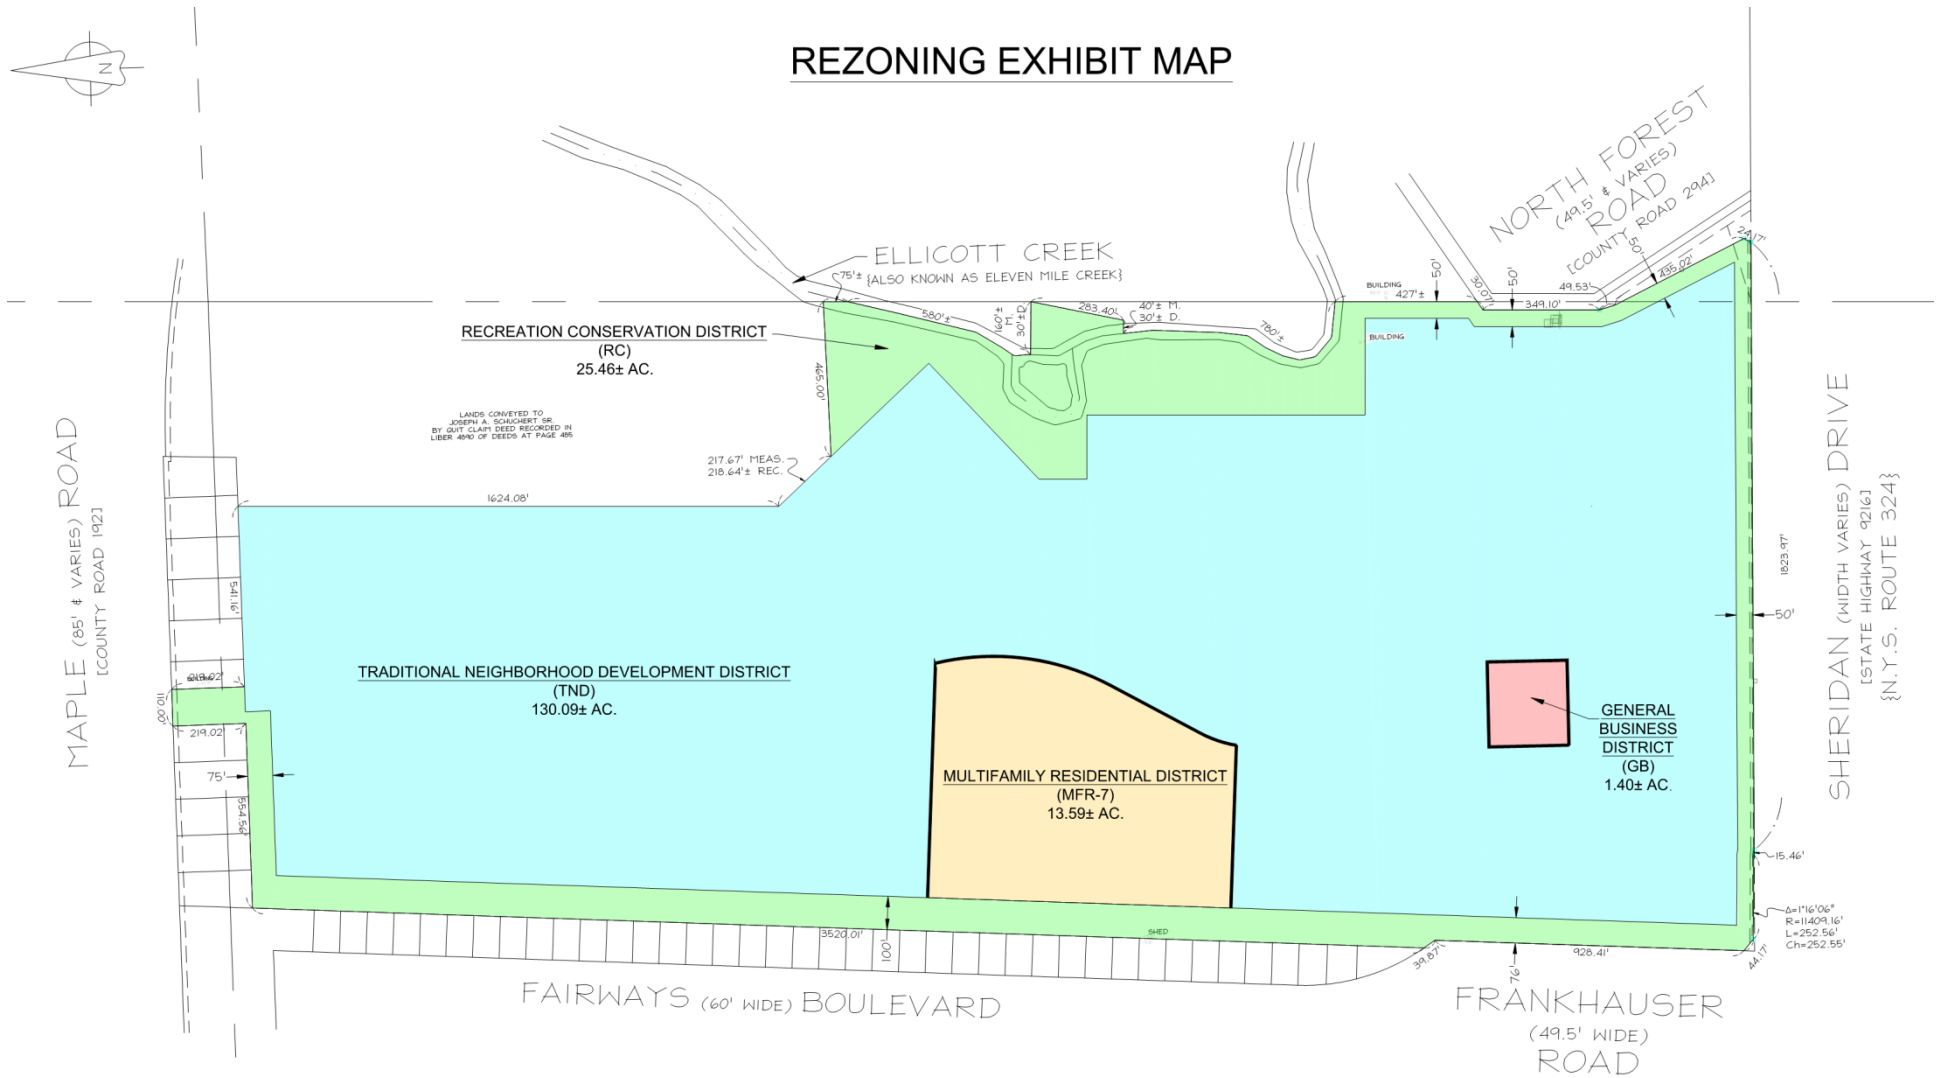 REZONING EXHIBIT MAP
N
NORTH FOREST
(49.5' & VARIES)
ROAD
[COUNTY ROAD 294]
ELLICOTT CREEK
{ALSO KNOWN AS ELEVEN MILE CREEK}
75'±
580'±
160'±
M.
30'± D.
283.40'
40'± M.
30'± D.
780'±
BUILDING
427'±
50'
BUILDING
30.07'
50'
349.10'
49.53'
50'
435.02'
24.17'
RECREATION CONSERVATION DISTRICT
(RC)
25.46± AC.
465.00'
LANDS CONVEYED TO
JOSEPH A. SCHUCHERT SR.
BY QUIT CLAIM DEED RECORDED IN
LIBER 4890 OF DEEDS AT PAGE 485
217.67' MEAS.
218.64'± REC.
1624.08'
MAPLE (85' & VARIES) ROAD
[COUNTY ROAD 192]
541.16'
110.00'
219.02'
75'
554.56'
TRADITIONAL NEIGHBORHOOD DEVELOPMENT DISTRICT
(TND)
130.09± AC.
MULTIFAMILY RESIDENTIAL DISTRICT
(MFR-7)
13.59± AC.
GENERAL
BUSINESS
DISTRICT
(GB)
1.40± AC.
1823.97'
50'
SHERIDAN (WIDTH VARIES) DRIVE
[STATE HIGHWAY 9216]
{N.Y.S. ROUTE 324}
15.46'
Δ=1°16'06"
R=11409.16'
L=252.56'
Ch=252.55'
44.17'
3520.01'
100'
SHED
39.87'
76'
928.41'
FAIRWAYS (60' WIDE) BOULEVARD
FRANKHAUSER
(49.5' WIDE)
ROAD